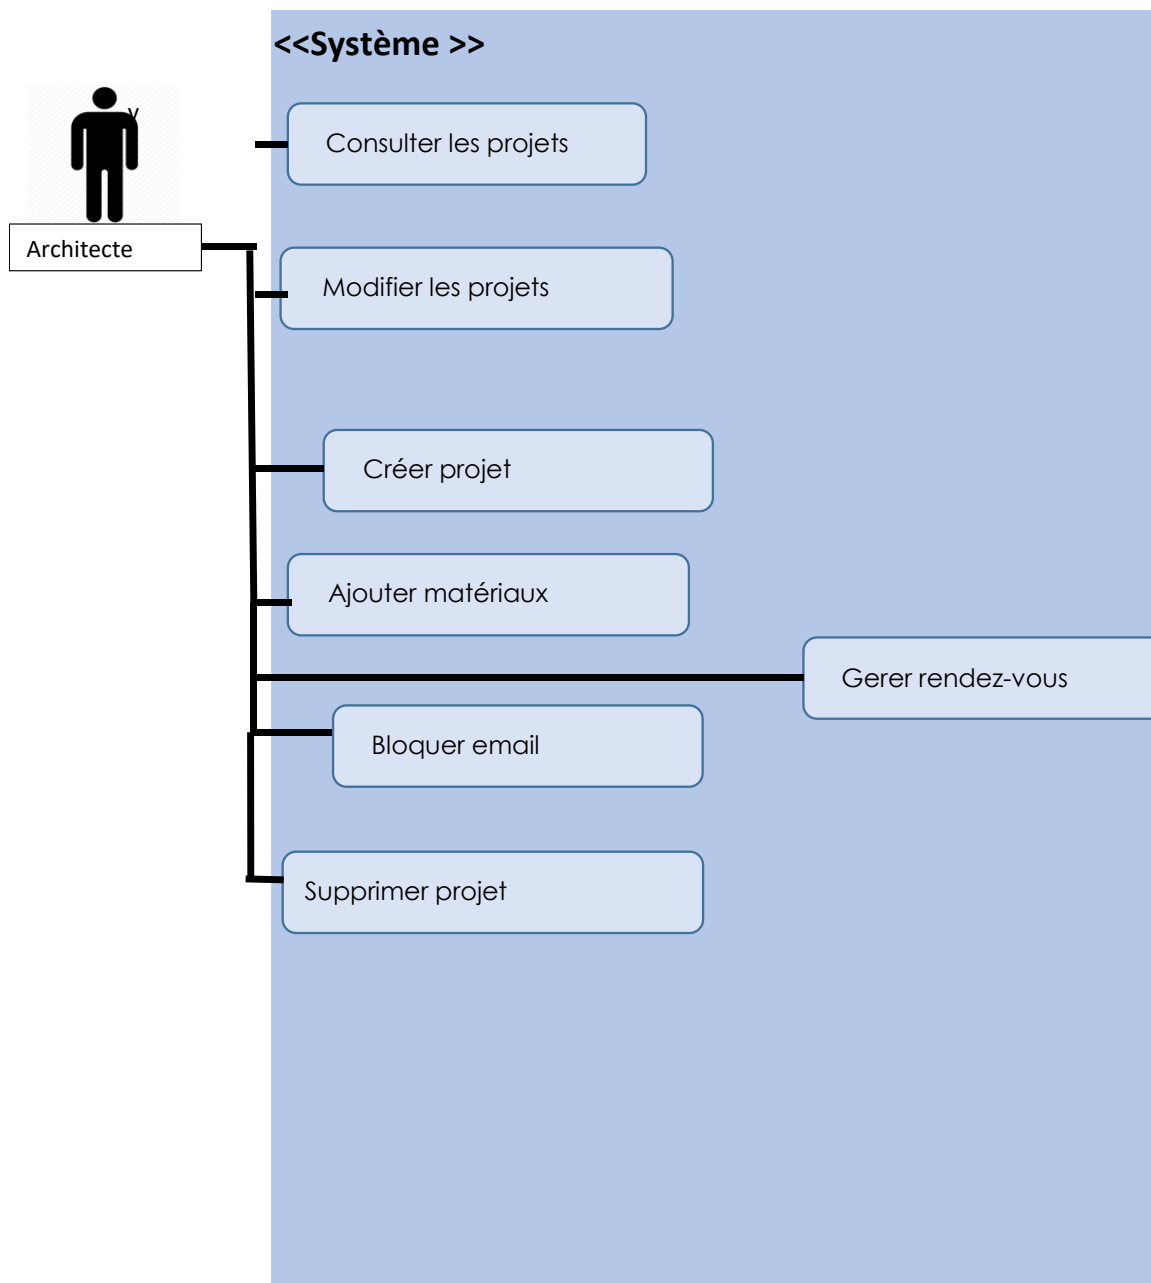 <<Système >>
v
Consulter les projets
Architecte
Modifier les projets
Créer projet
Ajouter matériaux
Gerer rendez-vous
Bloquer email
Supprimer projet